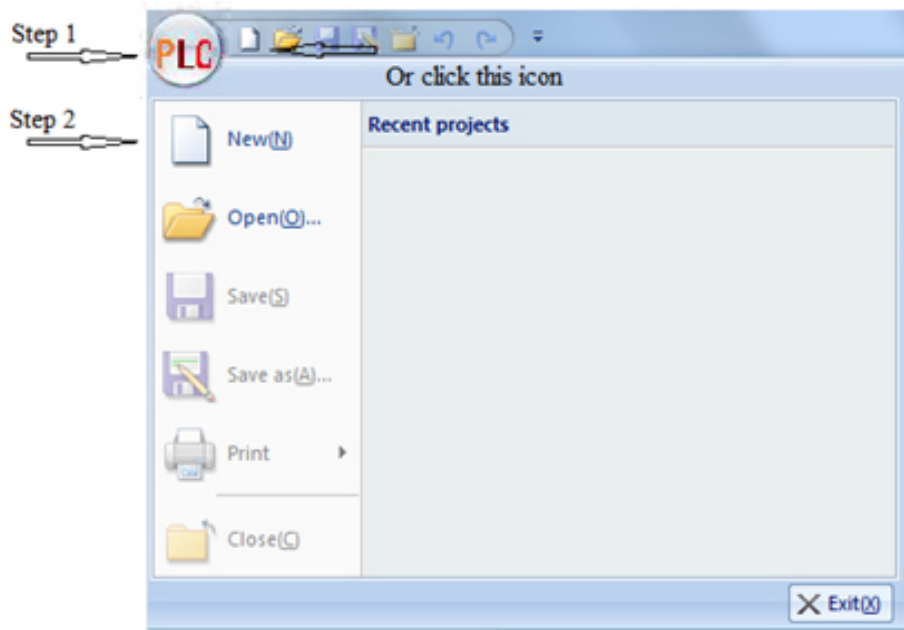 Step 1
PLC
Or click this icon
Step 2
New(N)
Recent projects
Open(O)...
Save(S)
Save as(A)...
Print
Close(C)
Exit(X)